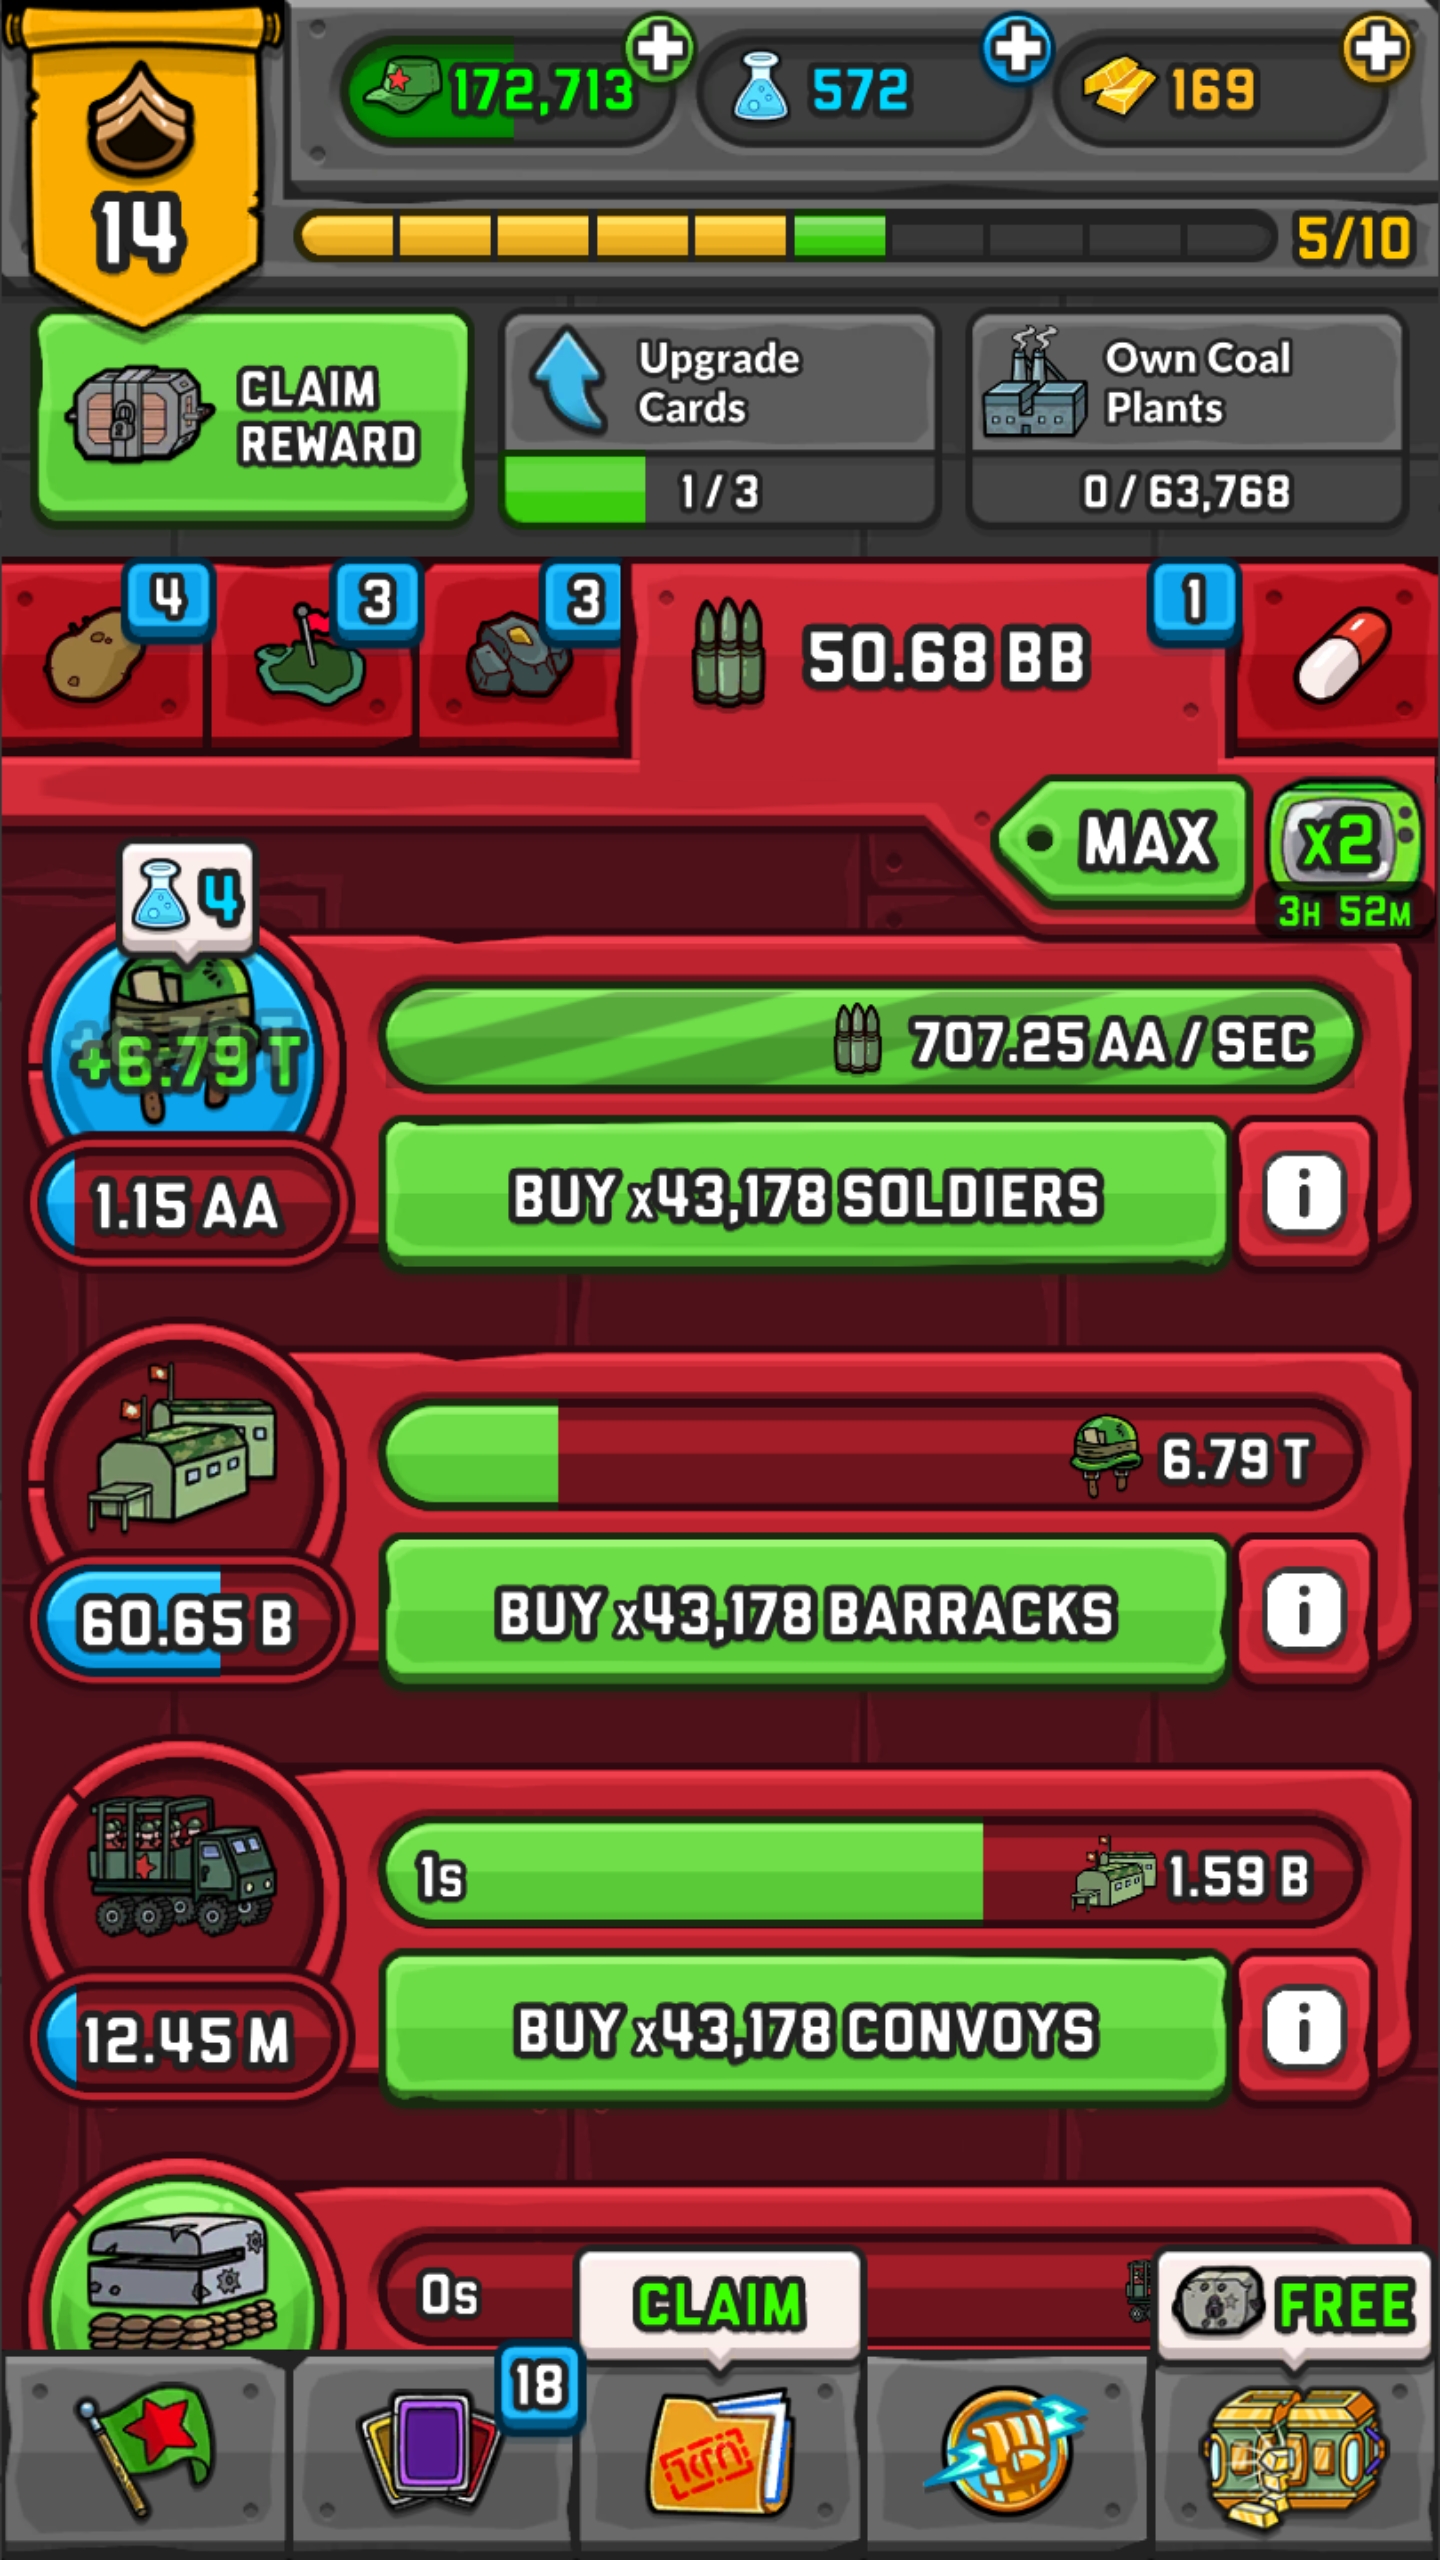 172,713
572
169
14
5/10
CLAIM
REWARD
Upgrade
Cards
1 / 3
Own Coal
Plants
0 / 63,768
4
3
3
50.68 BB
1
MAX
x2
3H 52M
4
+6.79 T
707.25 AA / SEC
1.15 AA
BUY x43,178 SOLDIERS
i
6.79 T
60.65 B
BUY x43,178 BARRACKS
i
1s
1.59 B
12.45 M
BUY x43,178 CONVOYS
i
0s
CLAIM
FREE
18